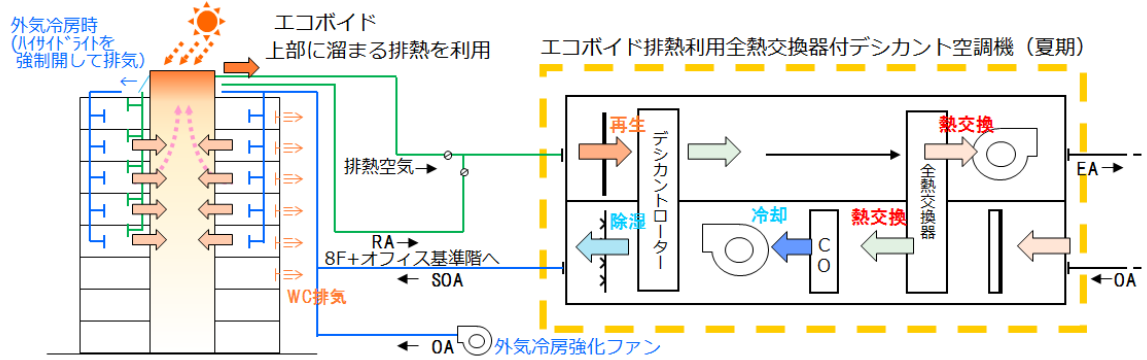 外気冷房時
(ﾊｲｻｲﾄﾞﾗｲﾄを
強制開して排気)
エコボイド
上部に溜まる排熱を利用
エコボイド排熱利用全熱交換器付デシカント空調機（夏期）
再生
デシカントローター
熱交換
全熱交換器
排熱空気
EA
除湿
冷却
CO
熱交換
RA
8F+オフィス基準階へ
SOA
OA
WC排気
OA
外気冷房強化ファン